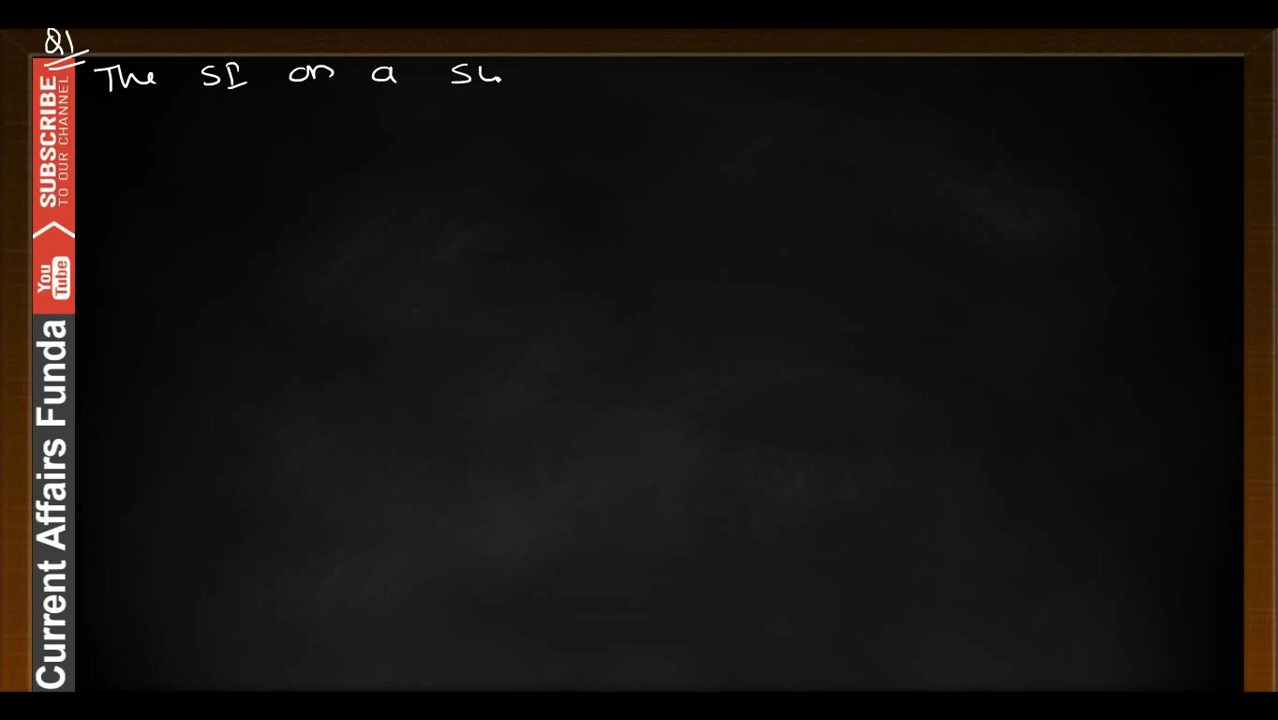 Q1
The SI on a su
SUBSCRIBE
TO OUR CHANNEL
You Tube
Current Affairs Funda